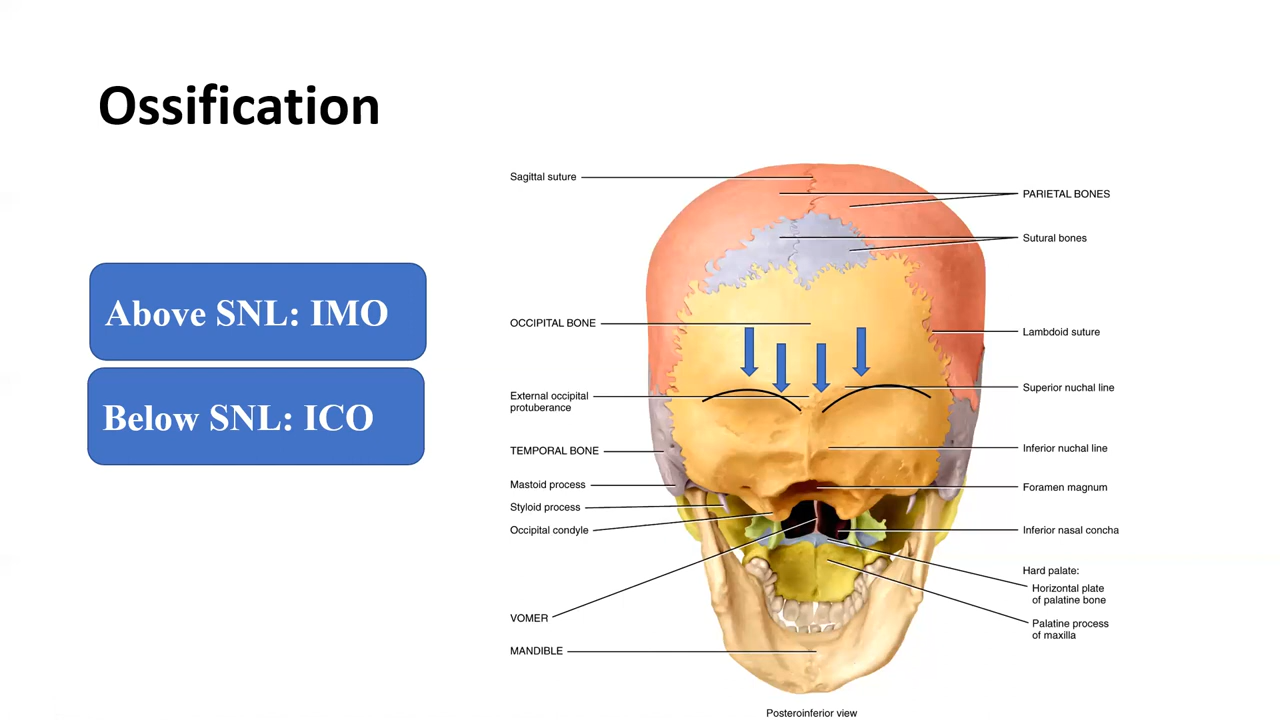 Ossification
Above SNL: IMO
Below SNL: ICO
Sagittal suture
OCCIPITAL BONE
External occipital
protuberance
TEMPORAL BONE
Mastoid process
Styloid process
Occipital condyle
VOMER
MANDIBLE
PARIETAL BONES
Sutural bones
Lambdoid suture
Superior nuchal line
Inferior nuchal line
Foramen magnum
Inferior nasal concha
Hard palate:
Horizontal plate
of palatine bone
Palatine process
of maxilla
Posteroinferior view